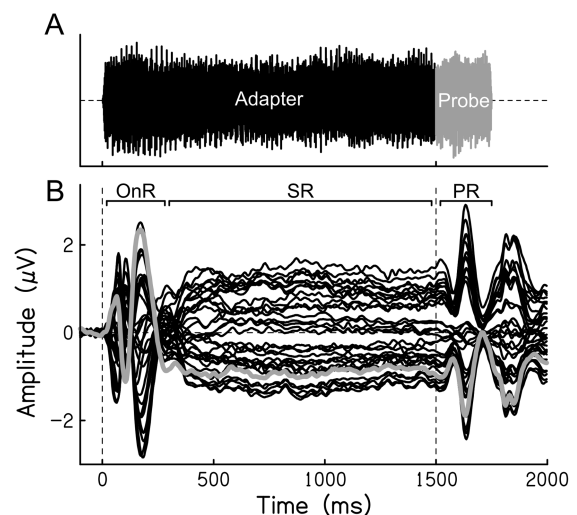 A
Adapter
Probe
B
OnR
SR
PR
2
0
-2
Amplitude (μV)
0
500
1000
1500
2000
Time (ms)